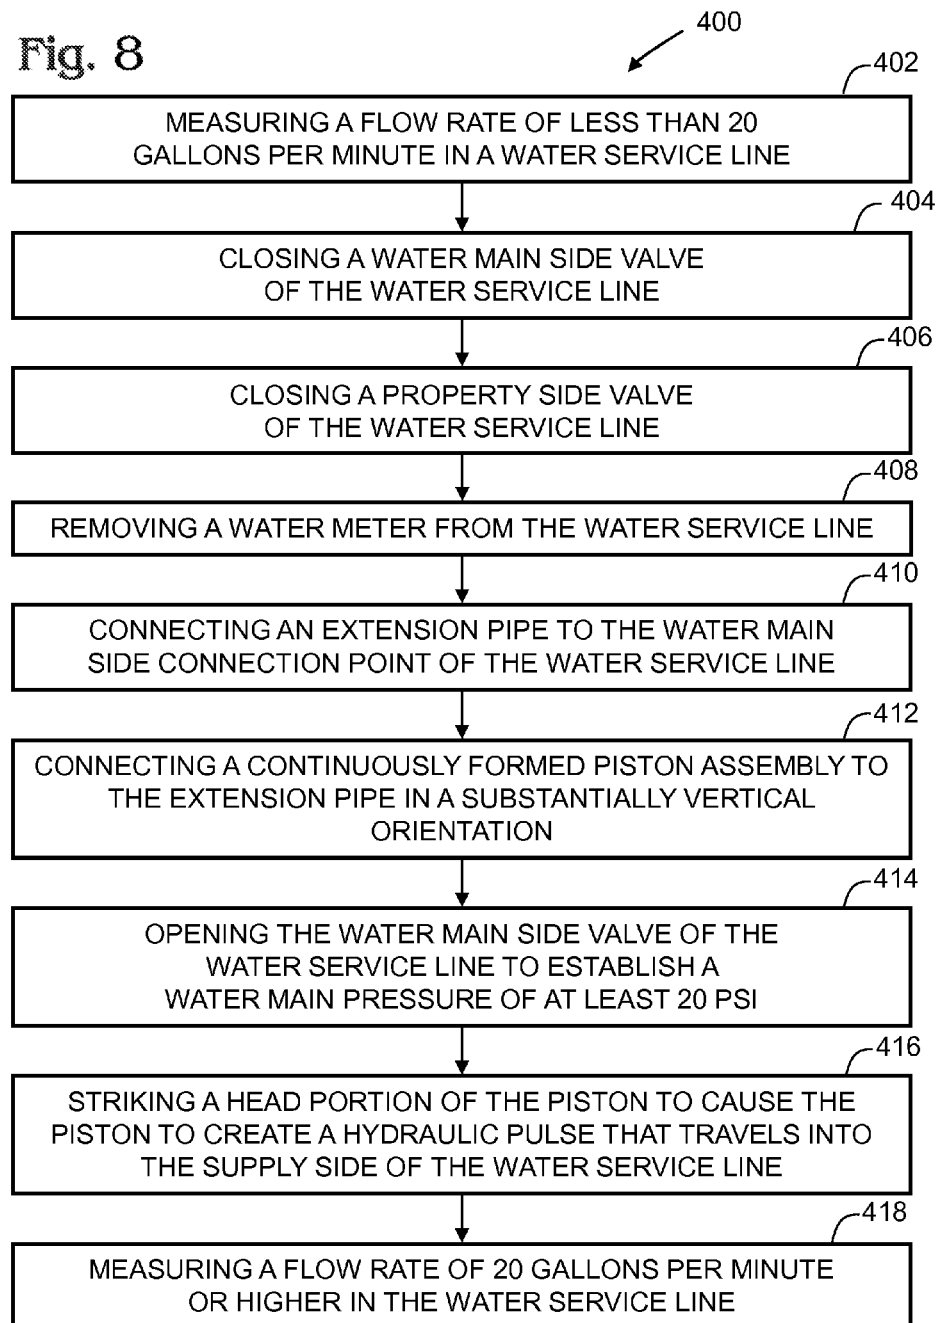 Fig. 8
400
402
MEASURING A FLOW RATE OF LESS THAN 20
GALLONS PER MINUTE IN A WATER SERVICE LINE
404
CLOSING A WATER MAIN SIDE VALVE
OF THE WATER SERVICE LINE
406
CLOSING A PROPERTY SIDE VALVE
OF THE WATER SERVICE LINE
408
REMOVING A WATER METER FROM THE WATER SERVICE LINE
410
CONNECTING AN EXTENSION PIPE TO THE WATER MAIN
SIDE CONNECTION POINT OF THE WATER SERVICE LINE
412
CONNECTING A CONTINUOUSLY FORMED PISTON ASSEMBLY TO
THE EXTENSION PIPE IN A SUBSTANTIALLY VERTICAL
ORIENTATION
414
OPENING THE WATER MAIN SIDE VALVE OF THE
WATER SERVICE LINE TO ESTABLISH A
WATER MAIN PRESSURE OF AT LEAST 20 PSI
416
STRIKING A HEAD PORTION OF THE PISTON TO CAUSE THE
PISTON TO CREATE A HYDRAULIC PULSE THAT TRAVELS INTO
THE SUPPLY SIDE OF THE WATER SERVICE LINE
418
MEASURING A FLOW RATE OF 20 GALLONS PER MINUTE
OR HIGHER IN THE WATER SERVICE LINE